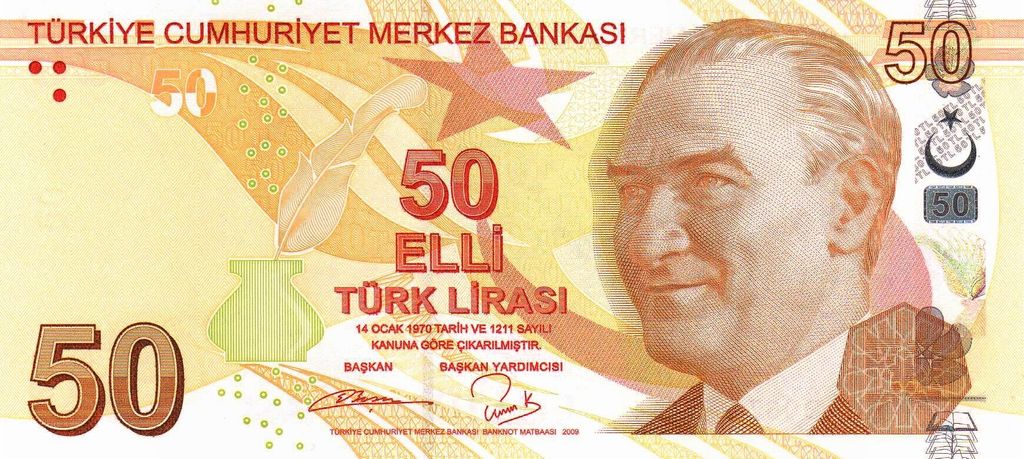 TÜRKİYE CUMHURİYET MERKEZ BANKASI
50
50
50
ELLİ
TÜRK LİRASI
14 OCAK 1970 TARİH VE 1211 SAYILI
KANUNA GÖRE ÇIKARILMIŞTIR.
BAŞKAN BAŞKAN YARDIMCISI
50
50
TÜRKİYE CUMHURİYET MERKEZ BANKASI BANKNOT MATBAASI 2009